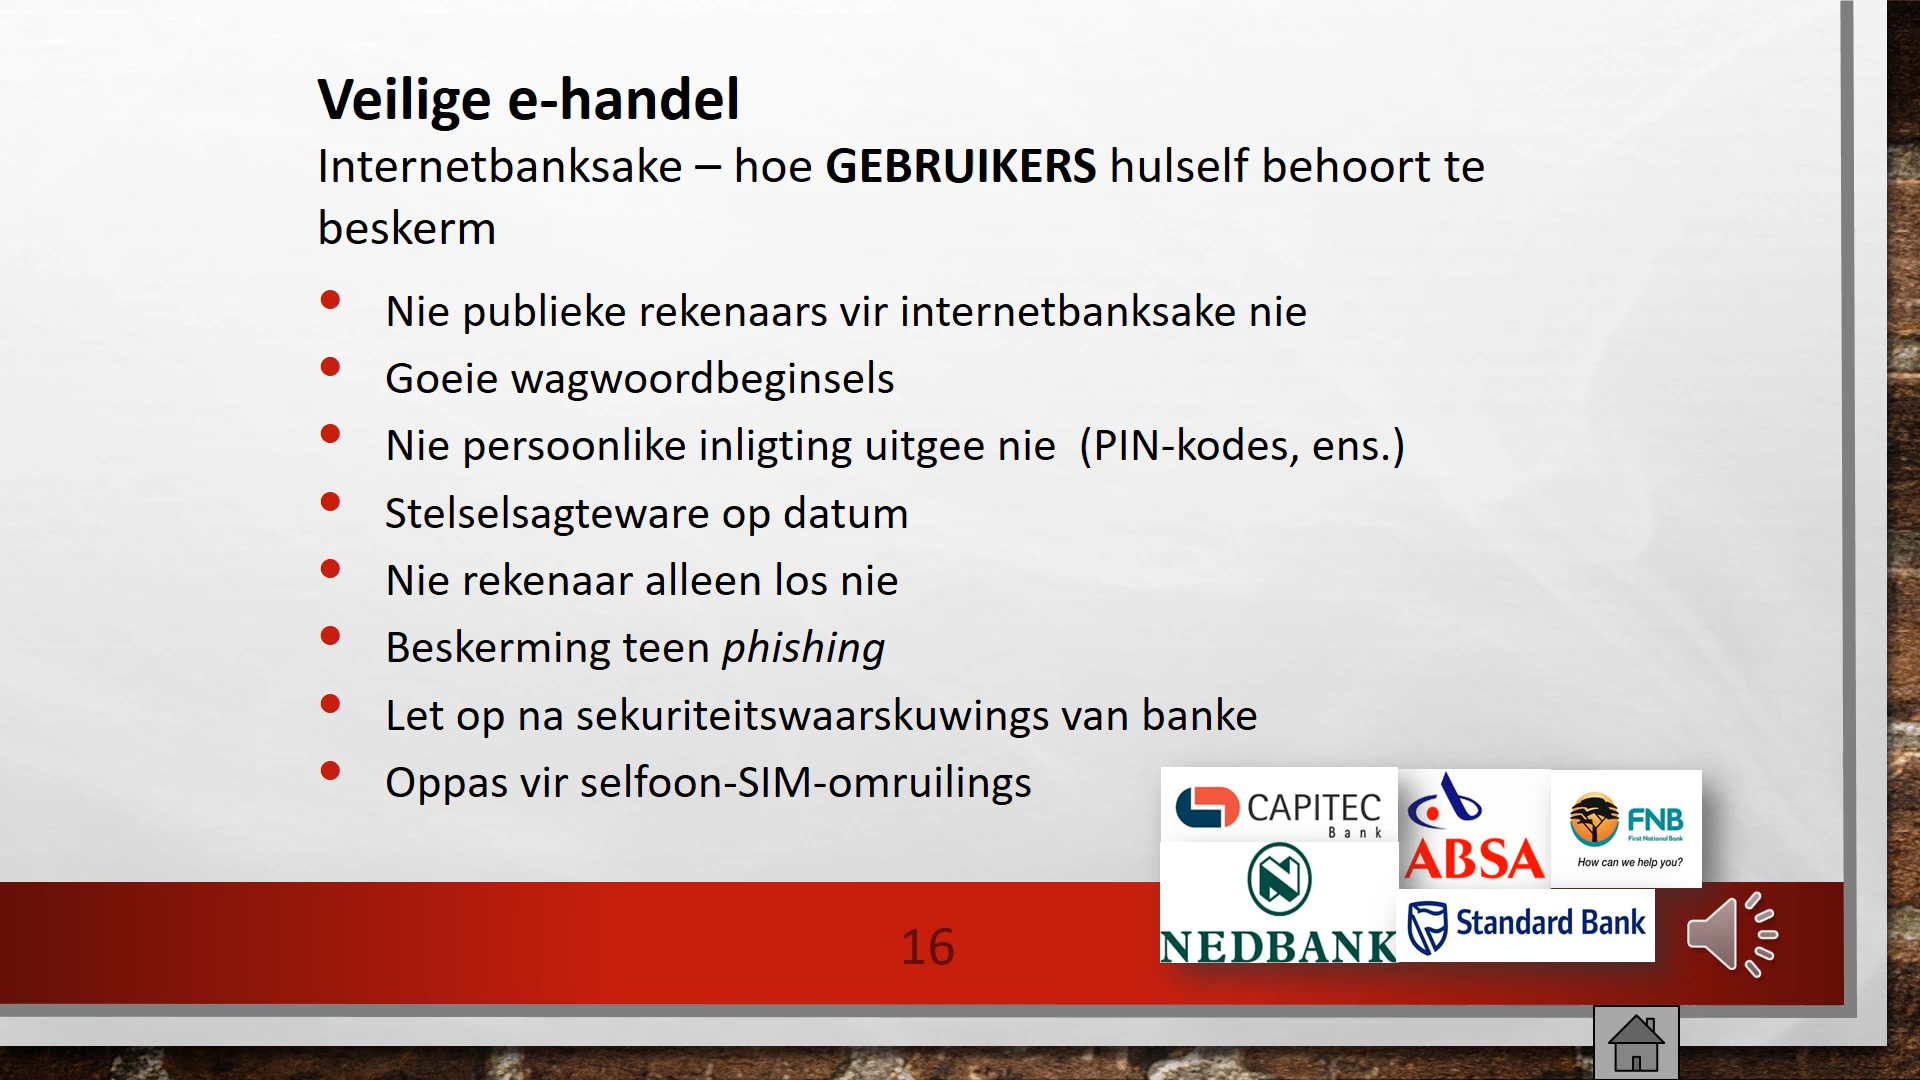 Veilige e-handel
Internetbanksake – hoe GEBRUIKERS hulself behoort te
beskerm
• Nie publieke rekenaars vir internetbanksake nie
• Goeie wagwoordbeginsels
• Nie persoonlike inligting uitgee nie (PIN-kodes, ens.)
• Stelselsagteware op datum
• Nie rekenaar alleen los nie
• Beskerming teen phishing
• Let op na sekuriteitswaarskuwings van banke
• Oppas vir selfoon-SIM-omruilings
CAPITEC
Bank
ABSA
FNB
First National Bank
How can we help you?
NEDBANK
Standard Bank
16